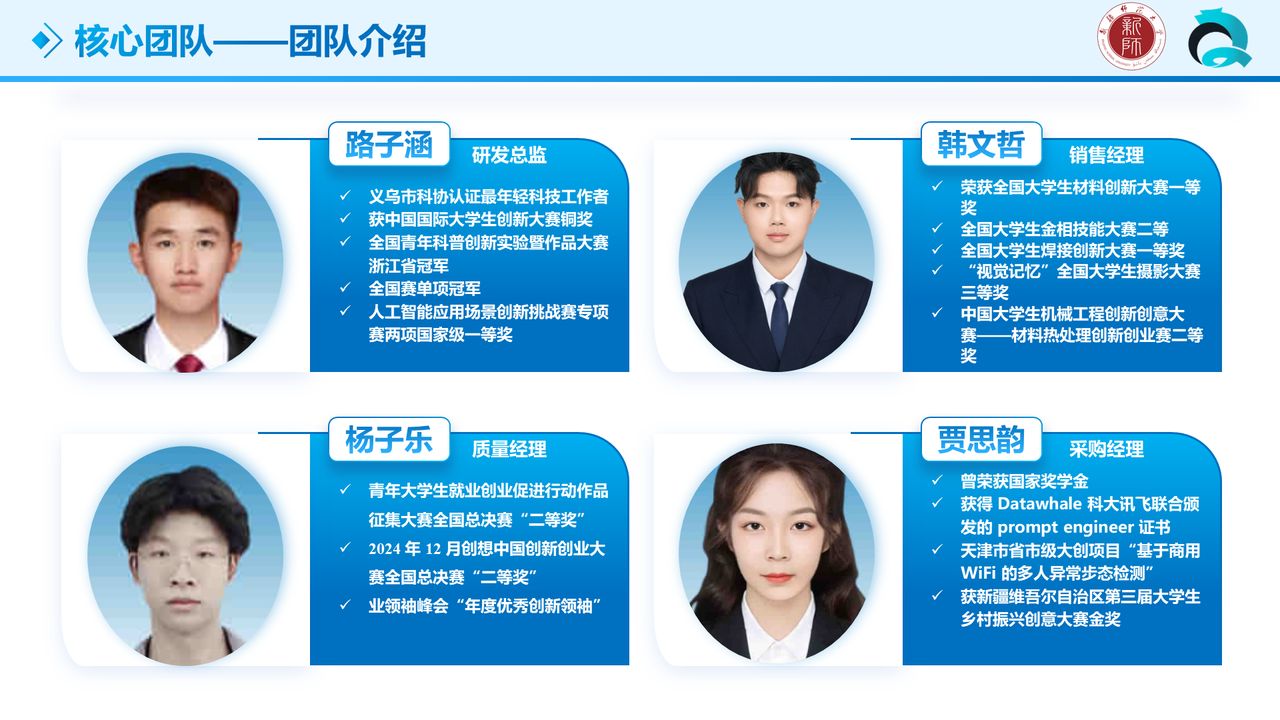 核心团队——团队介绍
新师
路子涵
研发总监
义乌市科协认证最年轻科技工作者
获中国国际大学生创新大赛铜奖
全国青年科普创新实验暨作品大赛
浙江省冠军
全国赛单项冠军
人工智能应用场景创新挑战赛专项
赛两项国家级一等奖
韩文哲
销售经理
荣获全国大学生材料创新大赛一等
奖
全国大学生金相技能大赛二等
全国大学生焊接创新大赛一等奖
“视觉记忆”全国大学生摄影大赛
三等奖
中国大学生机械工程创新创意大
赛——材料热处理创新创业赛二等
奖
杨子乐
质量经理
青年大学生就业创业促进行动作品
征集大赛全国总决赛“二等奖”
2024 年 12 月创想中国创新创业大
赛全国总决赛“二等奖”
业领袖峰会“年度优秀创新领袖”
贾思韵
采购经理
曾荣获国家奖学金
获得 Datawhale 科大讯飞联合颁
发的 prompt engineer 证书
天津市省市级大创项目“基于商用
WiFi 的多人异常步态检测”
获新疆维吾尔自治区第三届大学生
乡村振兴创意大赛金奖